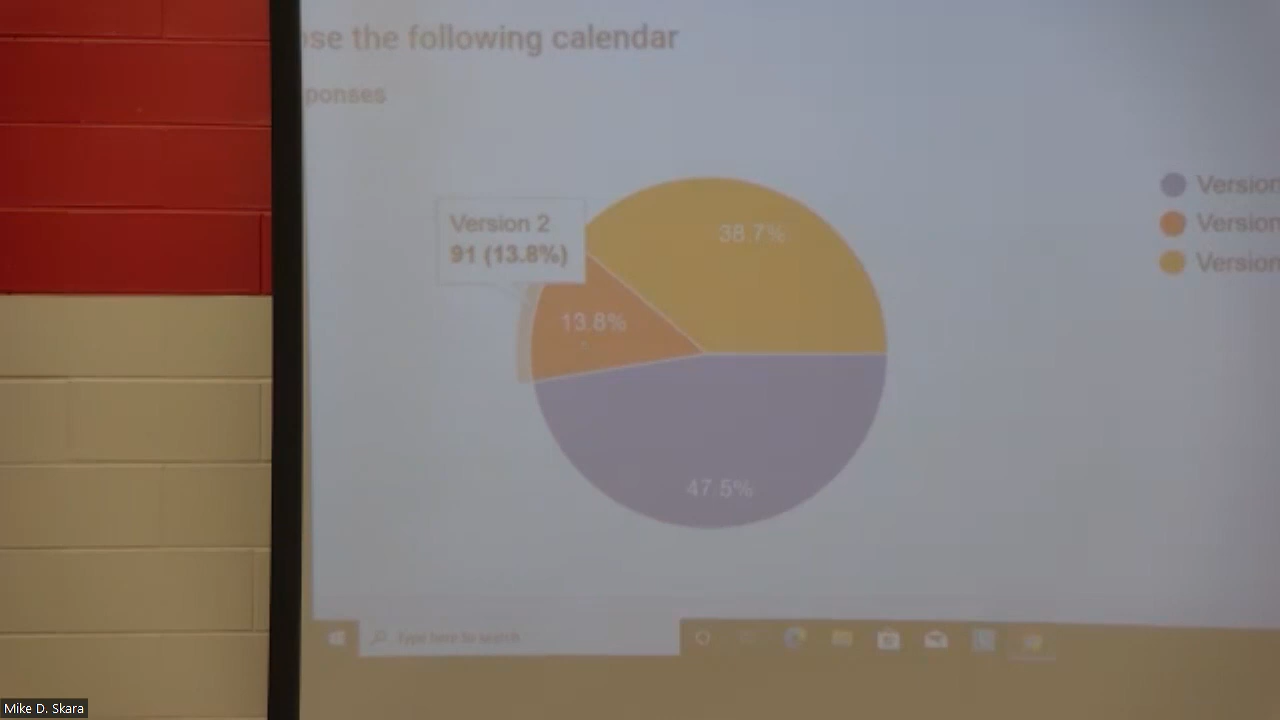 ose the following calendar
ponses
Version 2
91 (13.8%)
38.7%
13.8%
47.5%
Version
Version
Version
Type here to search
Mike D. Skara